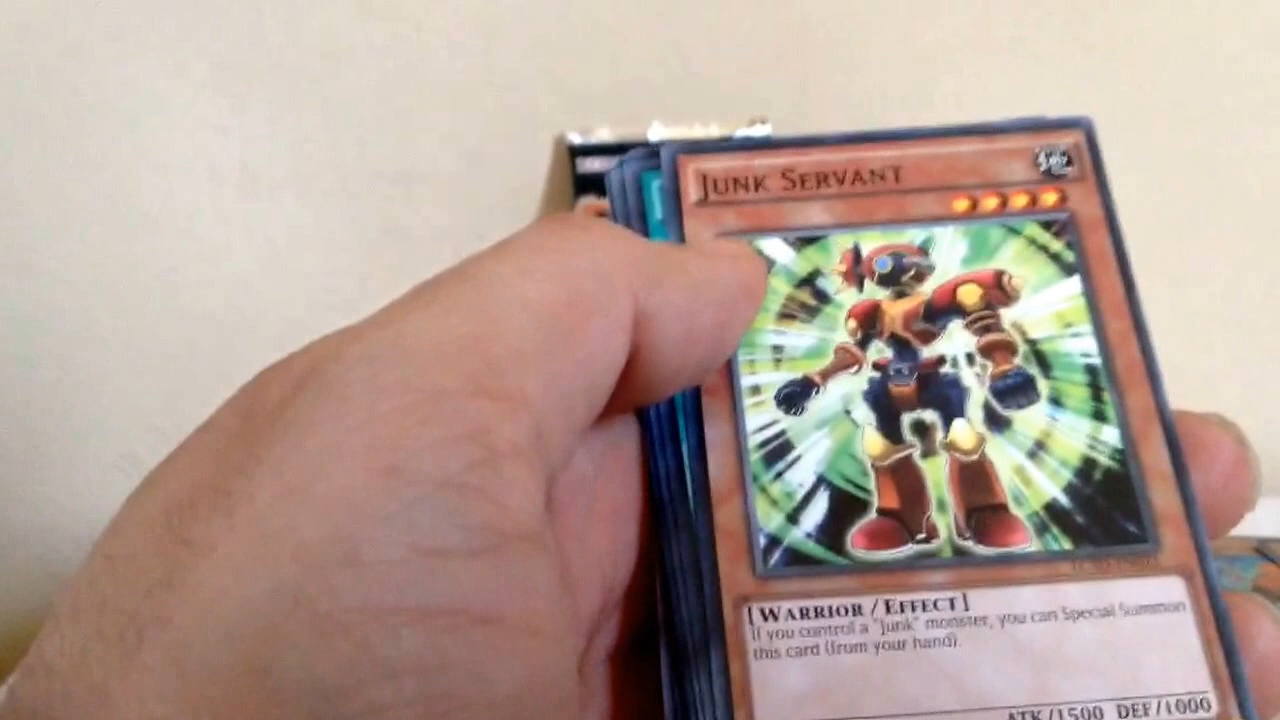 JUNK SERVANT
[WARRIOR / EFFECT]
If you control a "Junk" monster, you can Special Summon
this card (from your hand).
ATK/1500 DEF/1000